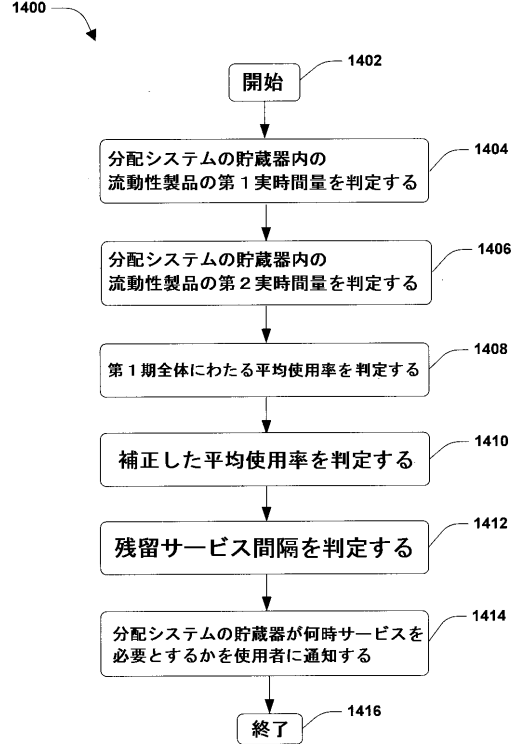 1400
1402
開始
1404
分配システムの貯蔵器内の
流動性製品の第1実時間量を判定する
1406
分配システムの貯蔵器内の
流動性製品の第2実時間量を判定する
1408
第1期全体にわたる平均使用率を判定する
1410
補正した平均使用率を判定する
1412
残留サービス間隔を判定する
1414
分配システムの貯蔵器が何時サービスを
必要とするかを使用者に通知する
1416
終了